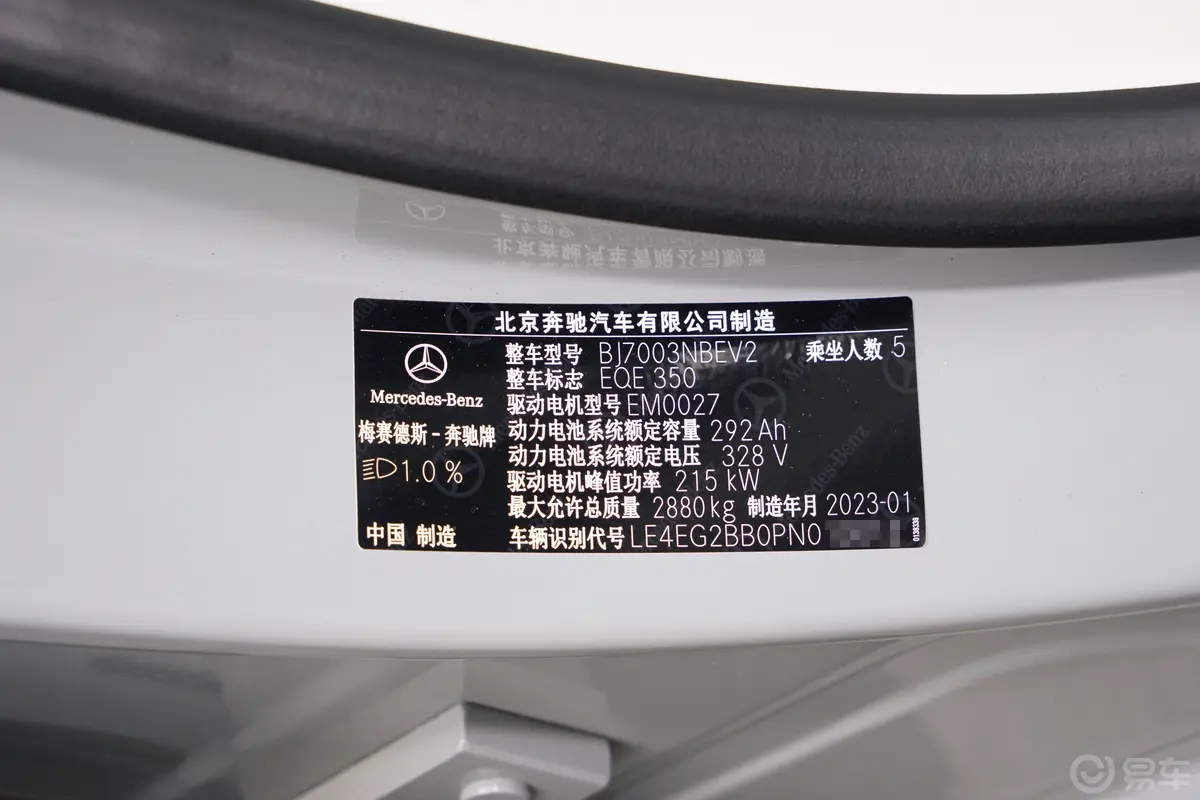 北京奔驰汽车有限公司制造
整车型号 BJ7003NBEV2 乘坐人数 5
整车标志 EQE 350
驱动电机型号 EM0027
动力电池系统额定容量 292 Ah
动力电池系统额定电压 328 V
驱动电机峰值功率 215 kW
最大允许总质量 2880 kg 制造年月 2023-01
车辆识别代号 LE4EG2BB0PN0
Mercedes-Benz
梅赛德斯-奔驰牌
1.0 %
中国 制造
0136338
易车